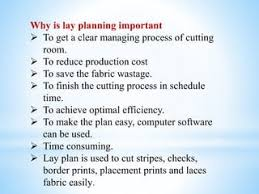 Why is lay planning important
➢ To get a clear managing process of cutting
room.
➢ To reduce production cost
➢ To save the fabric wastage.
➢ To finish the cutting process in schedule
time.
➢ To achieve optimal efficiency.
➢ To make the plan easy, computer software
can be used.
➢ Time consuming.
➢ Lay plan is used to cut stripes, checks,
border prints, placement prints and laces
fabric easily.